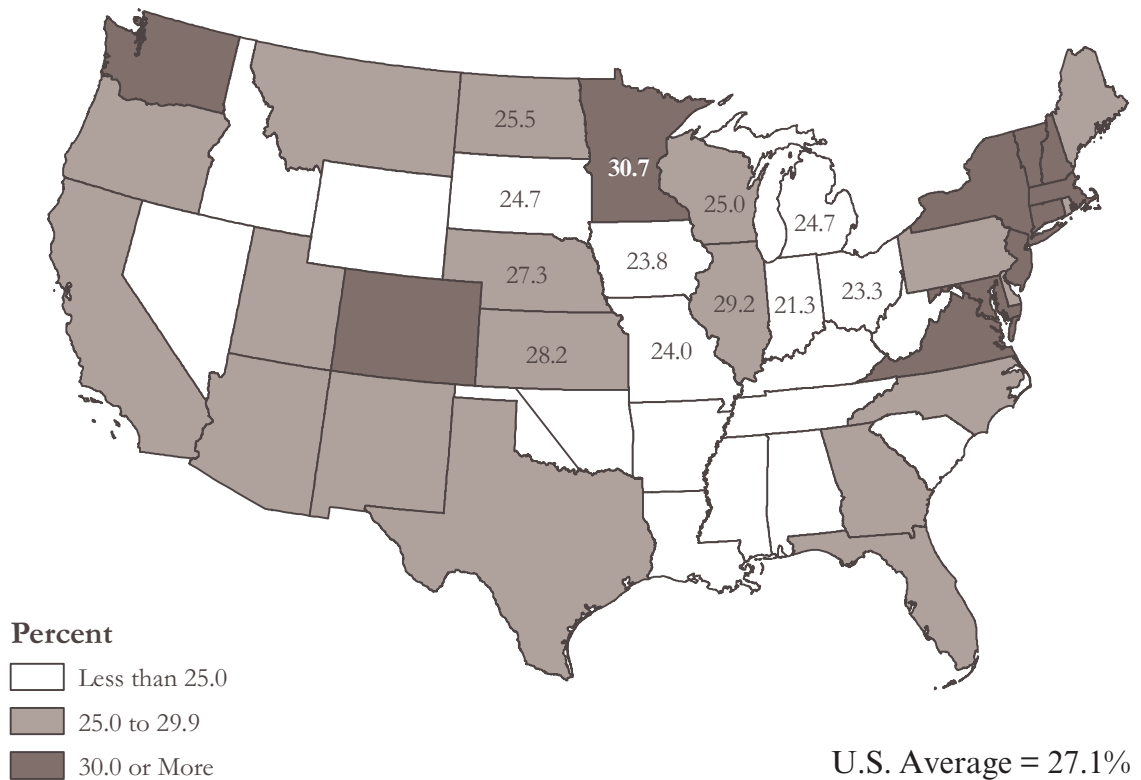 25.5
30.7
24.7
25.0
24.7
23.8
27.3
29.2
21.3
23.3
28.2
24.0
Percent
Less than 25.0
25.0 to 29.9
30.0 or More
U.S. Average = 27.1%